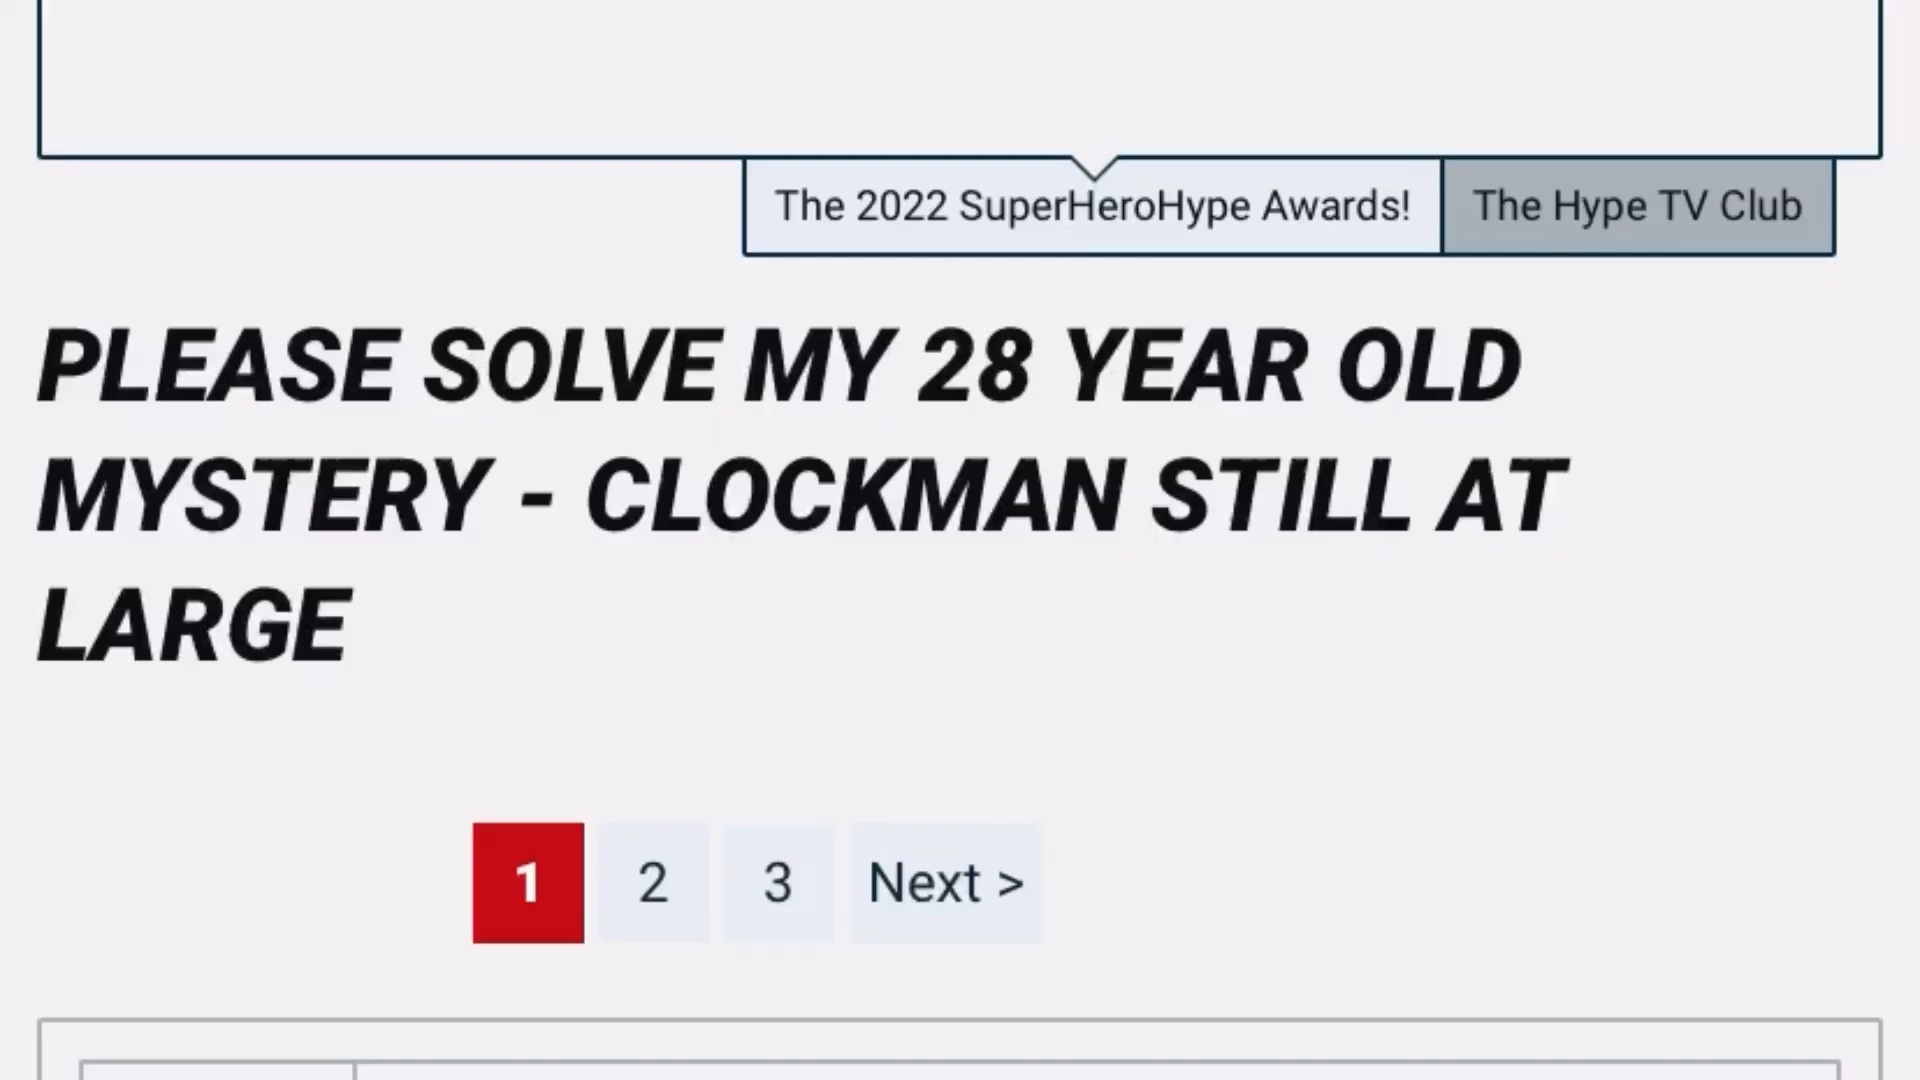 The 2022 SuperHeroHype Awards!
The Hype TV Club
PLEASE SOLVE MY 28 YEAR OLD
MYSTERY - CLOCKMAN STILL AT
LARGE
1 2 3 Next >